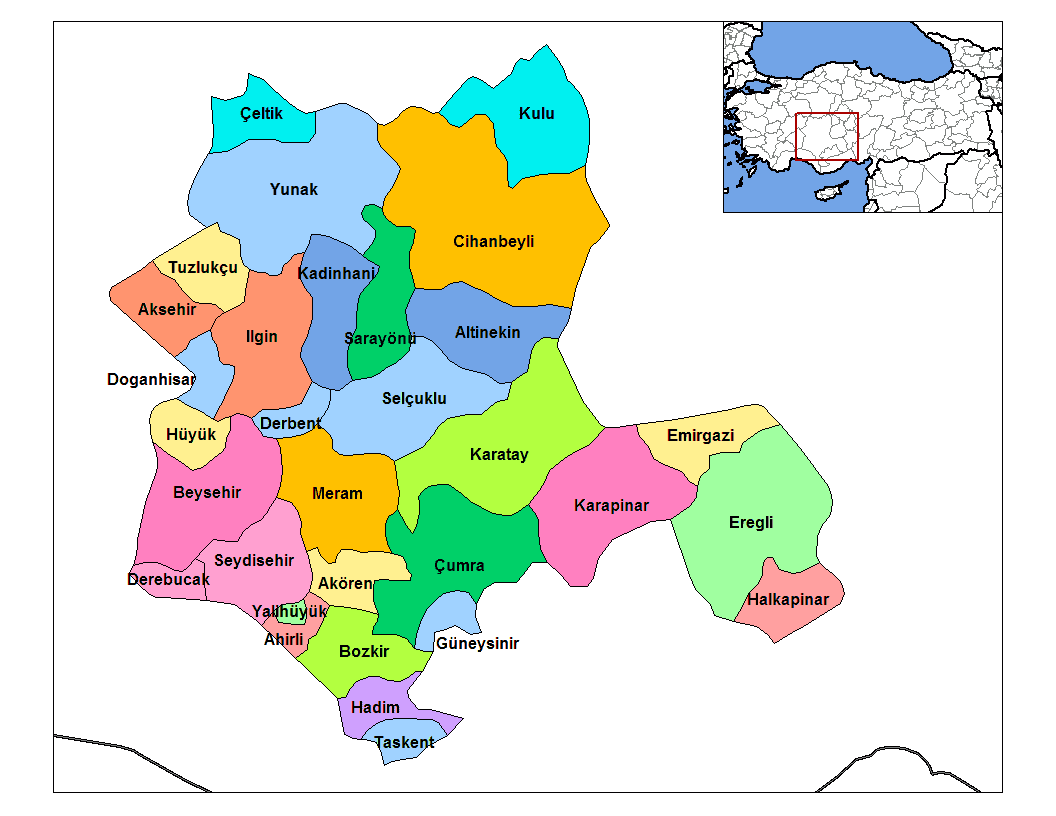 Çeltik
Kulu
Yunak
Cihanbeyli
Tuzlukçu
Kadinhani
Aksehir
Ilgin
Sarayönü
Altinekin
Doganhisar
Selçuklu
Derbent
Hüyük
Emirgazi
Karatay
Beysehir
Meram
Karapinar
Eregli
Seydisehir
Çumra
Derebucak
Akören
Halkapinar
Yalihüyük
Ahirli
Güneysinir
Bozkir
Hadim
Taskent